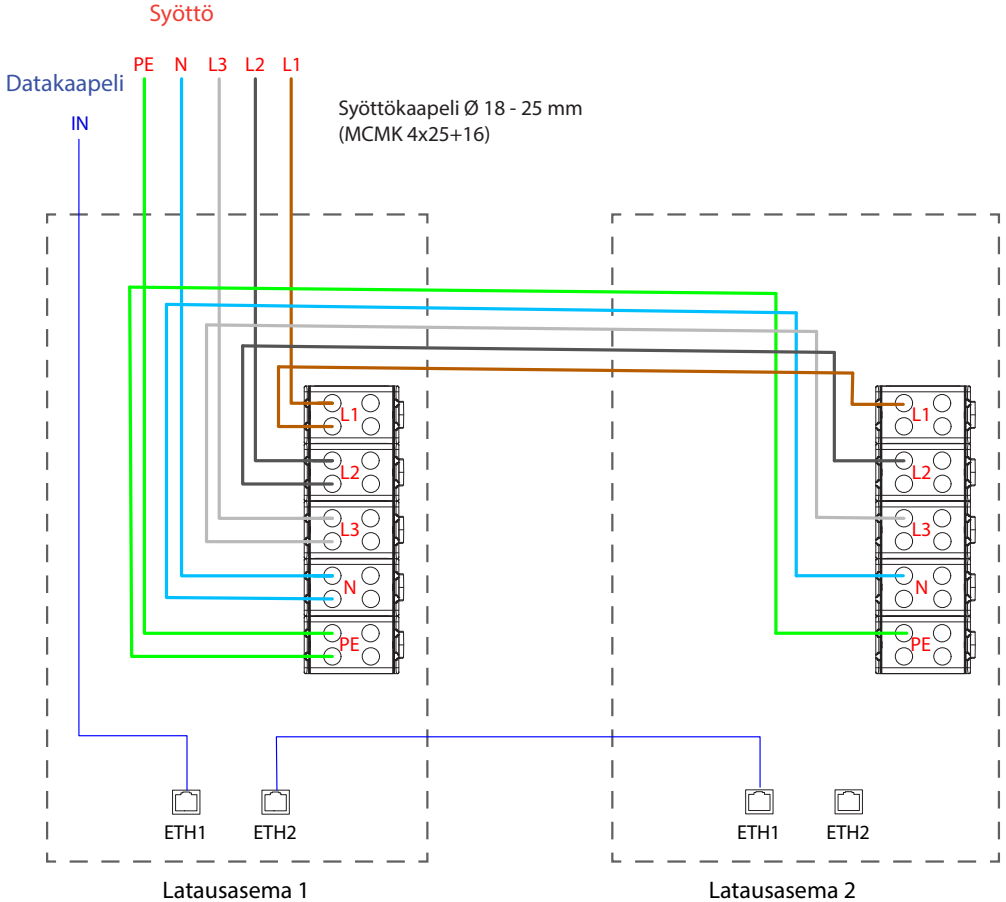 Syöttö
PE N L3 L2 L1
Datakaapeli
IN
Syöttökaapeli Ø 18 - 25 mm
(MCMK 4x25+16)
L1
L2
L3
N
PE
L1
L2
L3
N
PE
ETH1 ETH2
ETH1 ETH2
Latausasema 1
Latausasema 2